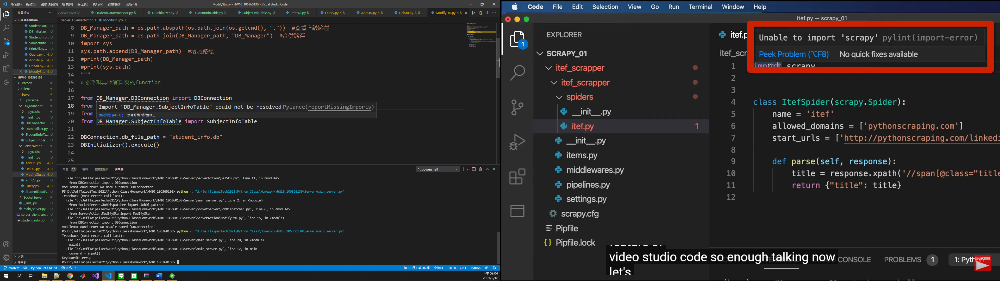 檔案(F) 編輯(E) 選取項目(S) 檢視(V) 移至(G) 執行(R) 終端機(T) 說明(H)
ModifyStu.py - HW10_106360130 - Visual Studio Code
檔案總管
已開啟的編輯器
StudentDat... U
DBInitialize... U
StudentInfo... U
SubjectInfo... U
PrintAll.py... U
Query.py... 4, U
AddStu.p... 4, U
DelStu.py... 4, U
ModifySt... 4, U
HW10_106360130
.vscode
Client
Server
__pycache__
DB_Manager
__pycache__
__init__.py U
DBConnectio... U
DBInitializer.py U
StudentInfoTa... U
SubjectInfoTa... U
ServerAction
__pycache__
__init__.py U
AddStu.py 4, U
DelStu.py 4, U
ModifyStu.py 4, U
PrintAll.py U
Query.py 4, U
StudentDataP... U
SocketServer
__init__.py U
main_server.py U
server_client_arc... U
student_info.db U
大綱
時間表
.\SocketServer U StudentDataProcessor.py U DBInitializer.py U StudentInfoTable.py U SubjectInfoTable.py U PrintAll.py U Query.py 4, U AddStu.py 4, U DelStu.py 4, U ModifyStu.py 4, U
Server > ServerAction > ModifyStu.py > ...
8 DB_Manager_path = os.path.abspath(os.path.join(os.getcwd(), ".")) #查看上級路徑
9 DB_Manager_path = os.path.join(DB_Manager_path, "DB_Manager") #合併路徑
10 import sys
11 sys.path.append(DB_Manager_path) #增加路徑
12 #print(DB_Manager_path)
13 #print(sys.path)
14 """
15 #要呼叫其他資料夾的function
16
17 from DB_Manager.DBConnection import DBConnection
18 from
Import "DB_Manager.SubjectInfoTable" could not be resolved Pylance(reportMissingImports)
19 from
檢視問題 (Alt+F8) 沒有可用的快速修正
20 from DB_Manager.SubjectInfoTable import SubjectInfoTable
21
22 DBConnection.db_file_path = "student_info.db"
23 DBInitializer().execute()
24
25
問題 16 輸出 偵錯主控台 終端機
1: powershell
File "d:\JeffTaipeiTech2021\Python_Class\Homework\HW10_106360130\Server\ServerAction\DelStu.py", line 11, in <module>
from DBConnection import DBConnection
ModuleNotFoundError: No module named 'DBConnection'
PS D:\JeffTaipeiTech2021\Python_Class\Homework\HW10_106360130> python -u "d:\JeffTaipeiTech2021\Python_Class\Homework\HW10_106360130\Server\main_server.py"
Traceback (most recent call last):
File "d:\JeffTaipeiTech2021\Python_Class\Homework\HW10_106360130\Server\main_server.py", line 2, in <module>
from SocketServer.JobDispatcher import JobDispatcher
File "d:\JeffTaipeiTech2021\Python_Class\Homework\HW10_106360130\Server\SocketServer\JobDispatcher.py", line 6, in <module>
from ServerAction.ModifyStu import ModifyStu
File "d:\JeffTaipeiTech2021\Python_Class\Homework\HW10_106360130\Server\ServerAction\ModifyStu.py", line 15, in <module>
from DBConnection import DBConnection
ModuleNotFoundError: No module named 'DBConnection'
PS D:\JeffTaipeiTech2021\Python_Class\Homework\HW10_106360130> python -u "d:\JeffTaipeiTech2021\Python_Class\Homework\HW10_106360130\Server\main_server.py"
Traceback (most recent call last):
File "d:\JeffTaipeiTech2021\Python_Class\Homework\HW10_106360130\Server\main_server.py", line 20, in <module>
main()
File "d:\JeffTaipeiTech2021\Python_Class\Homework\HW10_106360130\Server\main_server.py", line 12, in main
command = input()
KeyboardInterrupt
PS D:\JeffTaipeiTech2021\Python_Class\Homework\HW10_106360130>
master* Python 3.9.5 64-bit 0 16
第 18 行，第 36 欄 空格: 4 UTF-8 CRLF Python
下午 09:04
2021/5/18
Code File Edit Selection View Go Run Terminal Window Help
itef.py — scrapy_01
1
EXPLORER
SCRAPY_01
itef_scrapper
itef_scrapper
spiders
__init__.py
itef.py 1
__init__.py
items.py
middlewares.py
pipelines.py
settings.py
scrapy.cfg
Pipfile
Pipfile.lock
itef.p
itef_scr
Unable to import 'scrapy' pylint(import-error)
Peek Problem (⌥F8) No quick fixes available
1 import scrapy
2
3
4 class ItefSpider(scrapy.Spider):
5 name = 'itef'
6 allowed_domains = ['pythonscraping.com']
7 start_urls = ['http://pythonscraping.com/linkedi
8
9 def parse(self, response):
10 title = response.xpath('//span[@class="title
11 return {"title": title}
12
feature of
video studio code so enough talking now
let's
CONSOLE PROBLEMS 1 1: Pyth
SUBSCRIBE